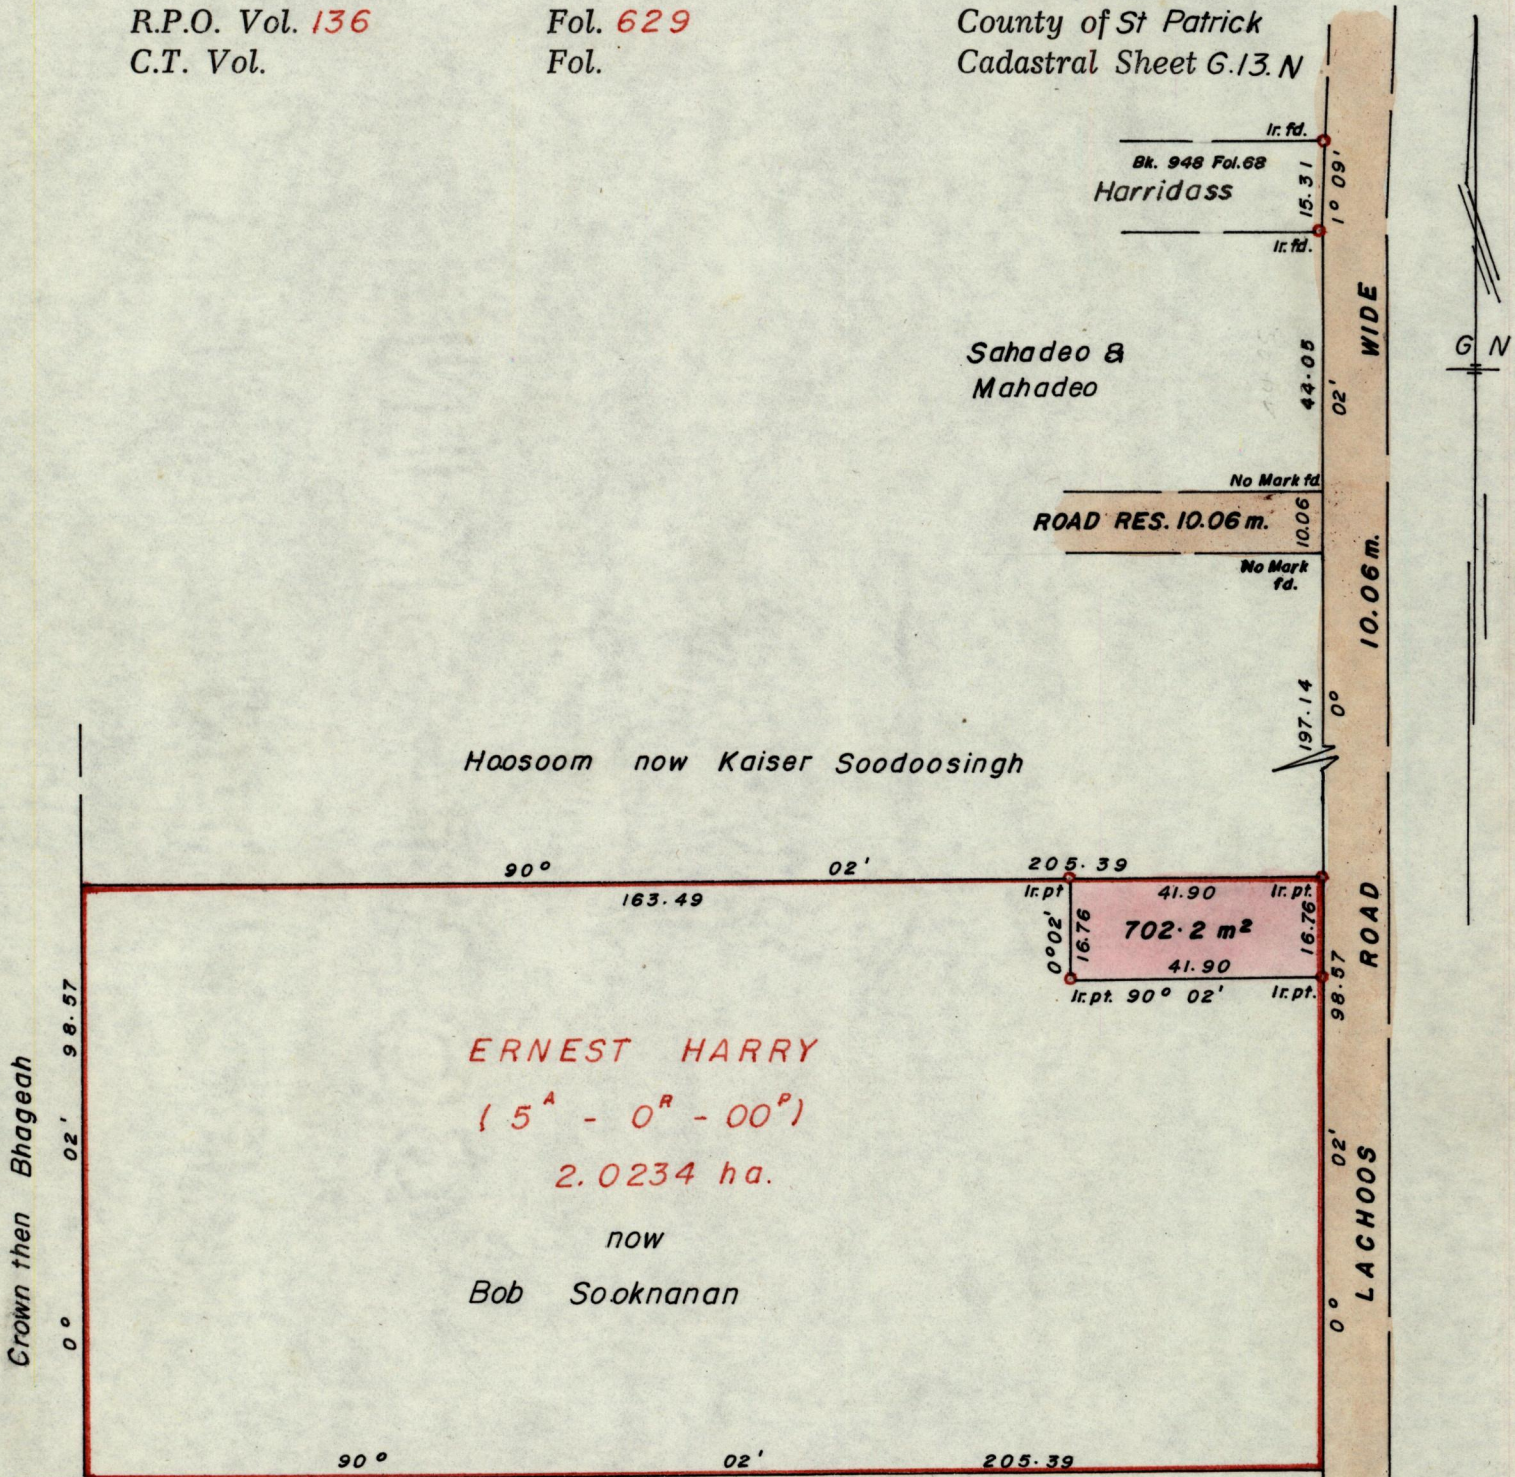 R.P.O. Vol. 136 Fol. 629 County of St Patrick
C.T. Vol. Fol. Cadastral Sheet G.13.N
Ir. fd.
Bk. 948 Fol.68
Harridass
15.31
1° 09'
Ir. fd.
WIDE
G N
Sahadeo &
Mahadeo
44.05
02'
No Mark fd
ROAD RES. 10.06 m.
10.06
10.06 m.
No Mark
fd.
197.14
0°
Hoosoom now Kaiser Soodoosingh
90° 02' 205.39
163.49
Ir. pt
41.90
Ir. pt.
0°02'
16.76
702.2 m²
16.76
41.90
Ir. pt. 90° 02' Ir. pt.
ROAD
98.57
98.57
ERNEST HARRY
( 5ᴬ - 0ᴿ - 00ᴾ)
2.0234 ha.
now
Bob Sooknanan
Crown then Bhageah
02'
0°
02'
0°
LACHOOS
90° 02' 205.39